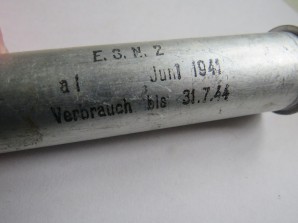 E. S. N. 2
a1 Juni 1941
Verbrauch bis 31.7.44